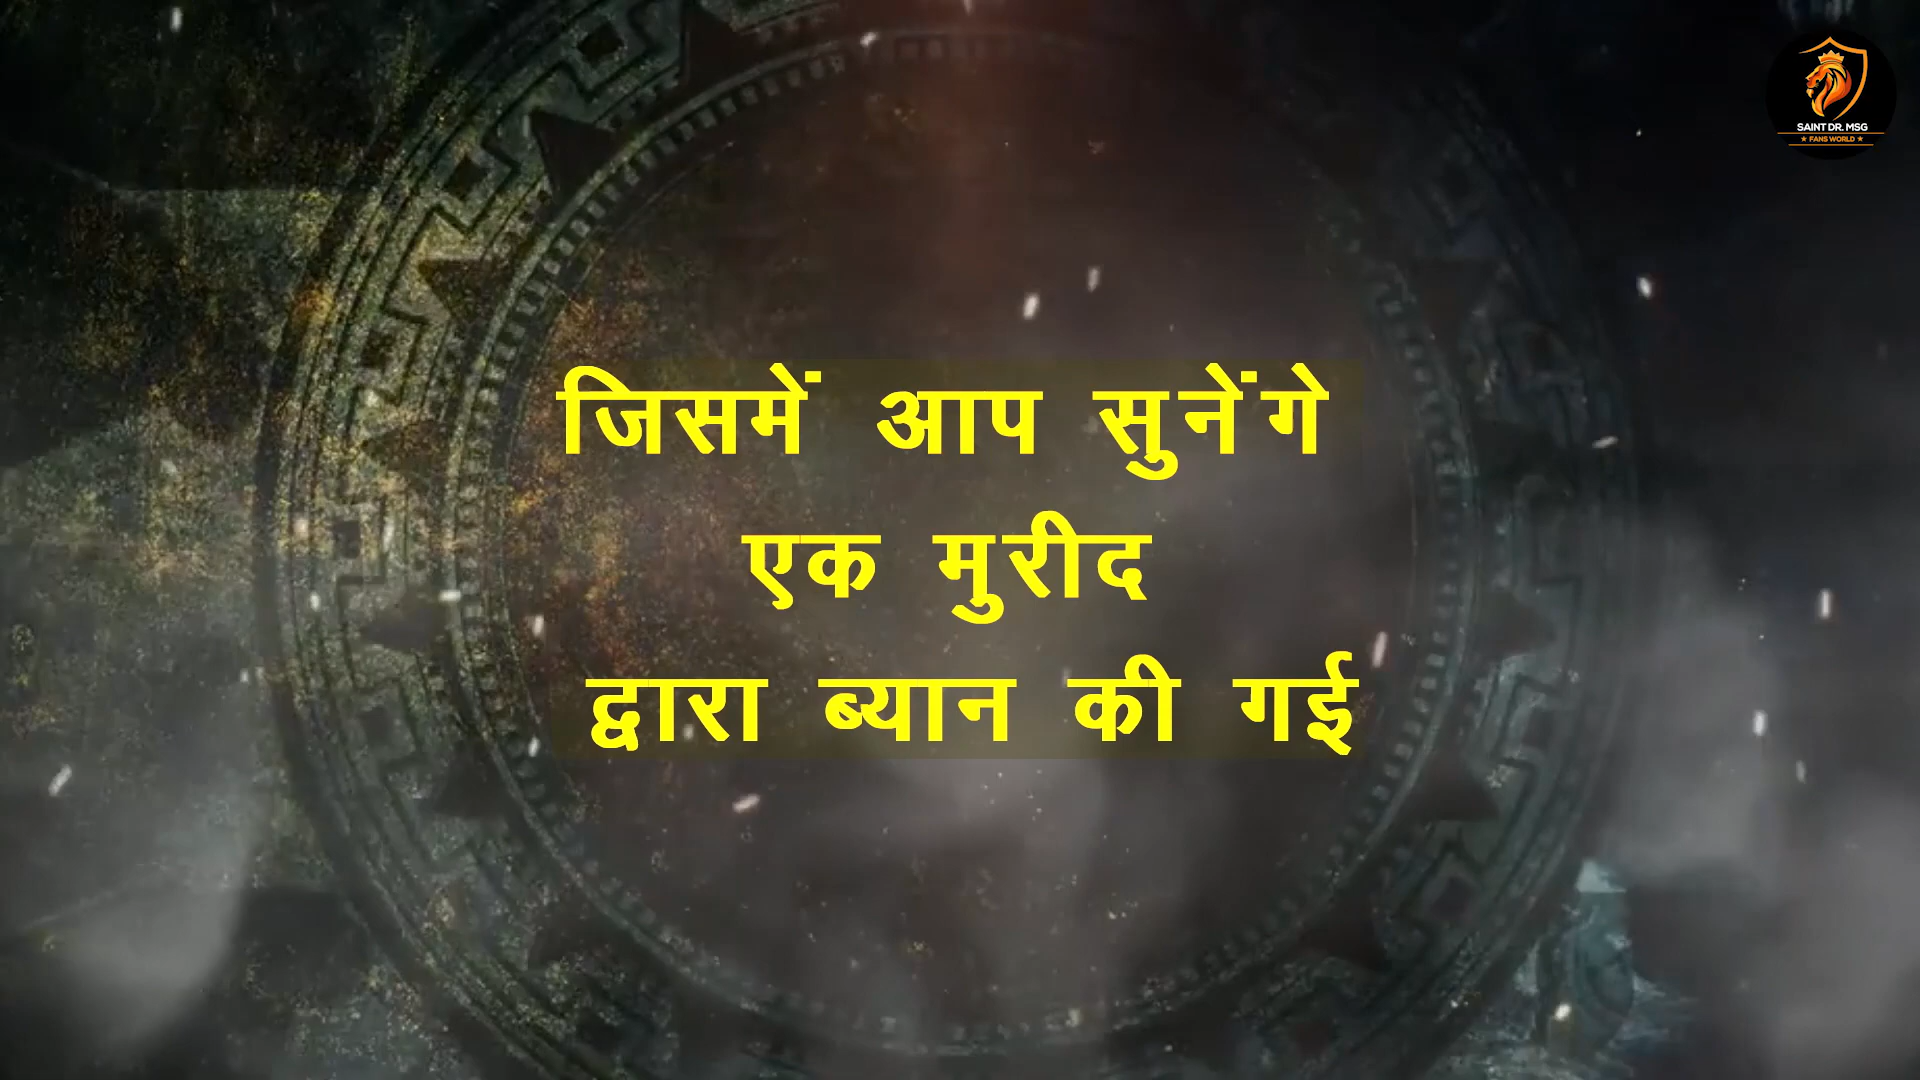 SAINT DR. MSG
★ FANS WORLD ★
जिसमें आप सुनेंगे
एक मुरीद
द्वारा ब्यान की गई